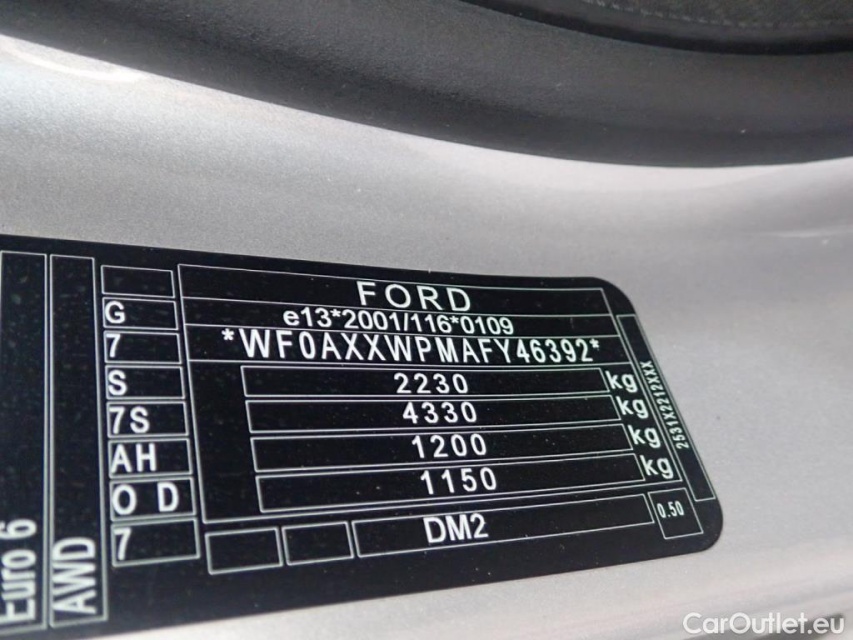 FORD
e13*2001/116*0109
*WF0AXXWPMAFY46392*
2230 kg
4330 kg
1200 kg
1150 kg
DM2
0.50
G
7
S
7S
AH
O D
7
AWD
Euro 6
2531X2212XXX
CarOutlet.eu